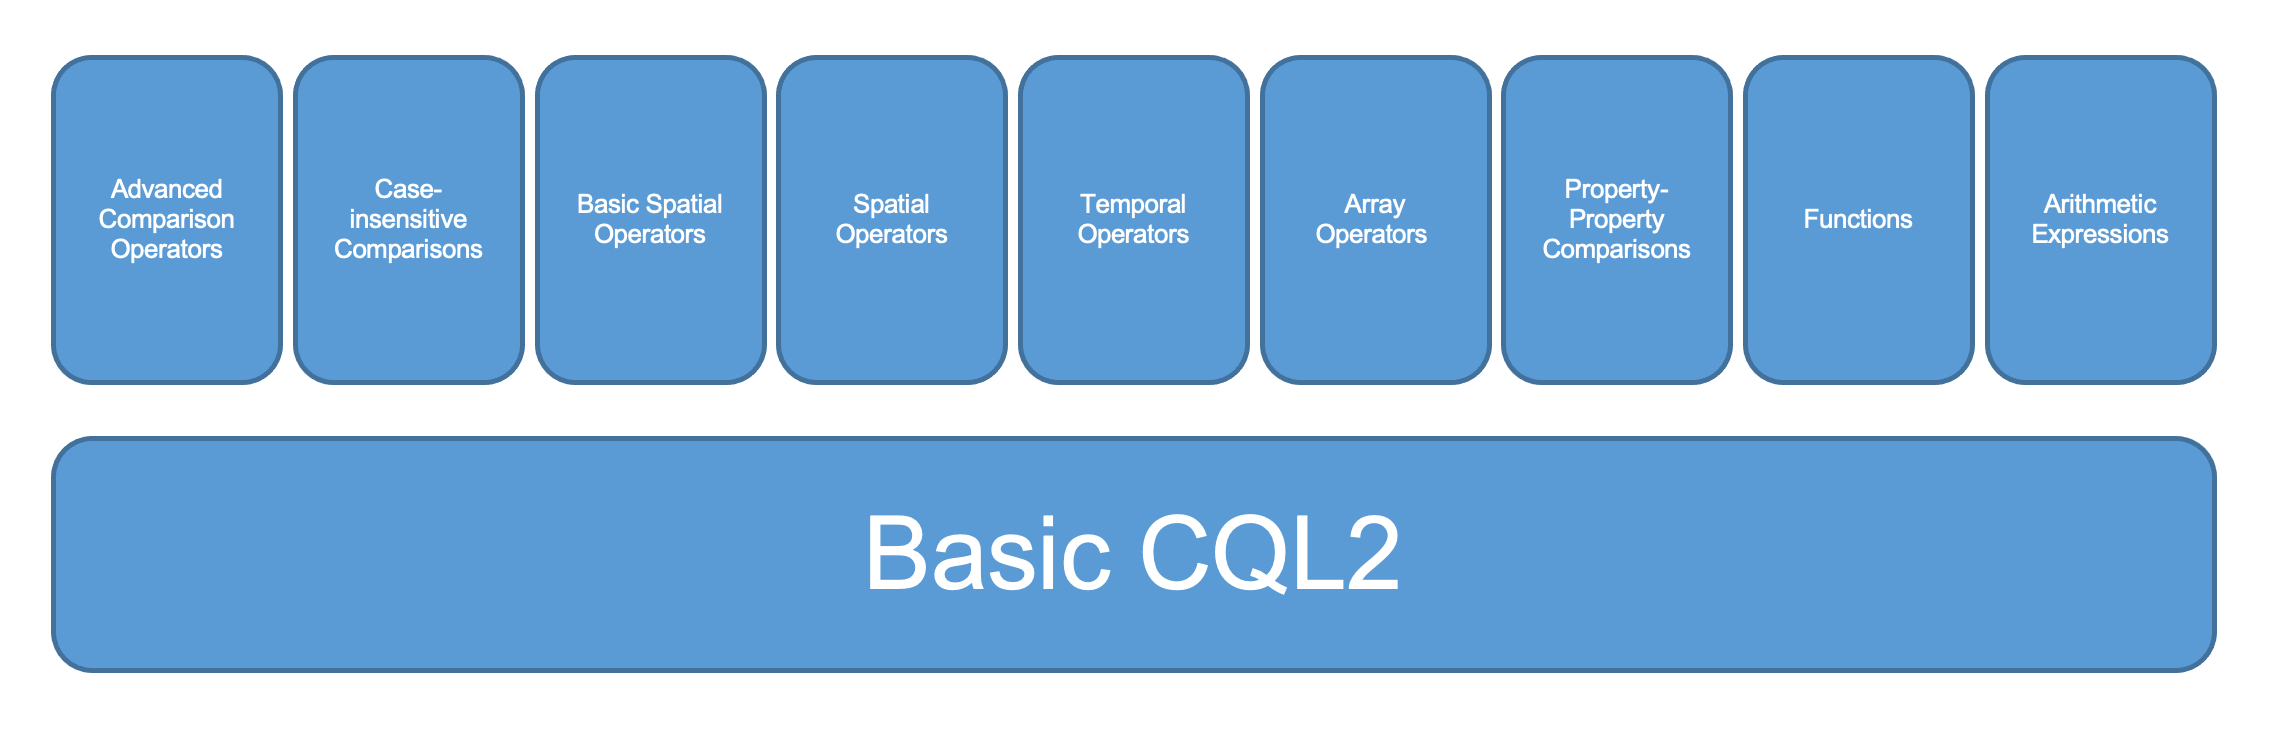 Advanced
Comparison
Operators
Case-
insensitive
Comparisons
Basic Spatial
Operators
Spatial
Operators
Temporal
Operators
Array
Operators
Property-
Property
Comparisons
Functions
Arithmetic
Expressions
Basic CQL2